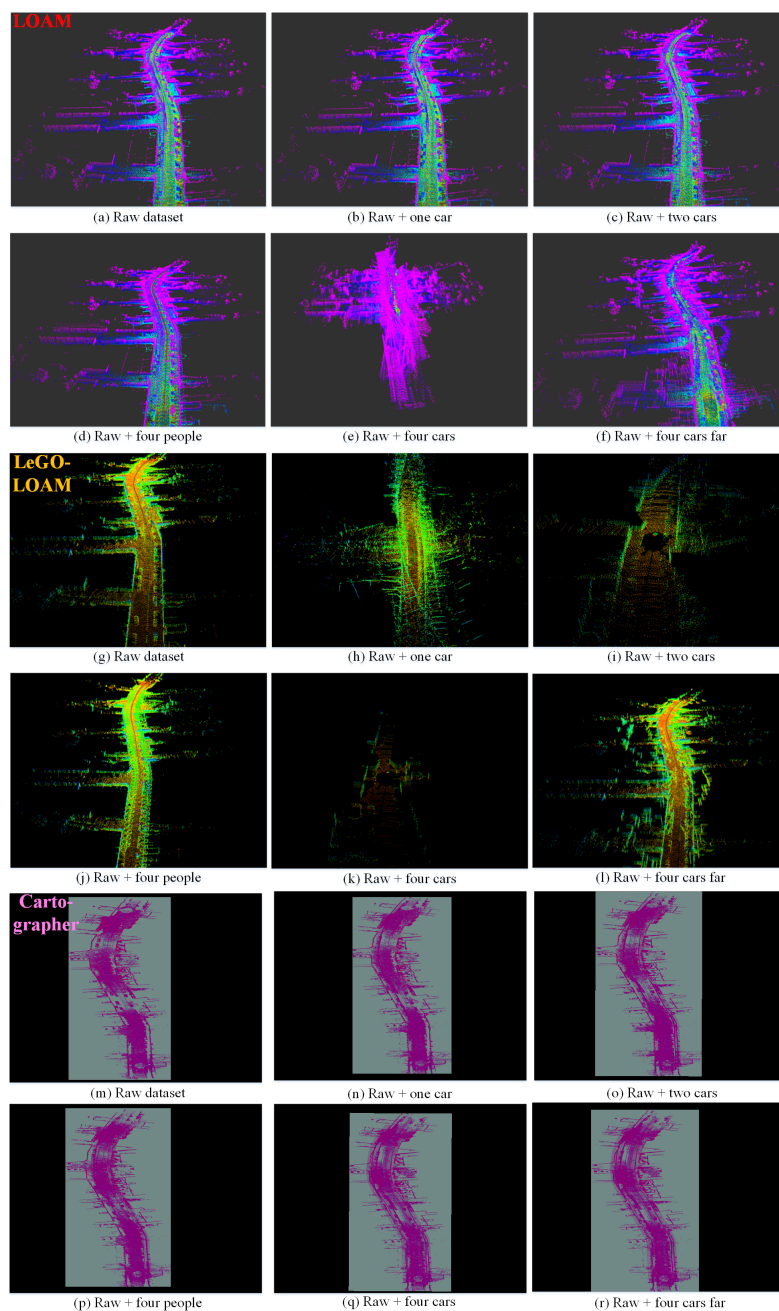 LOAM
(a) Raw dataset
(b) Raw + one car
(c) Raw + two cars
(d) Raw + four people
(e) Raw + four cars
(f) Raw + four cars far
LeGO-
LOAM
(g) Raw dataset
(h) Raw + one car
(i) Raw + two cars
(j) Raw + four people
(k) Raw + four cars
(l) Raw + four cars far
Carto-
grapher
(m) Raw dataset
(n) Raw + one car
(o) Raw + two cars
(p) Raw + four people
(q) Raw + four cars
(r) Raw + four cars far